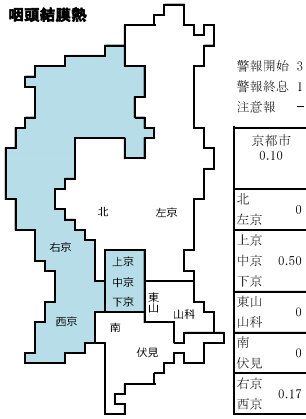 咽頭結膜熱
警報開始 3
警報終息 1
注意報 −
京都市
0.10
北
左京
0
上京
中京
下京
0.50
東山
山科
0
南
伏見
0
右京
西京
0.17
北
左京
右京
上京
中京
下京
東山
山科
西京
南
伏見